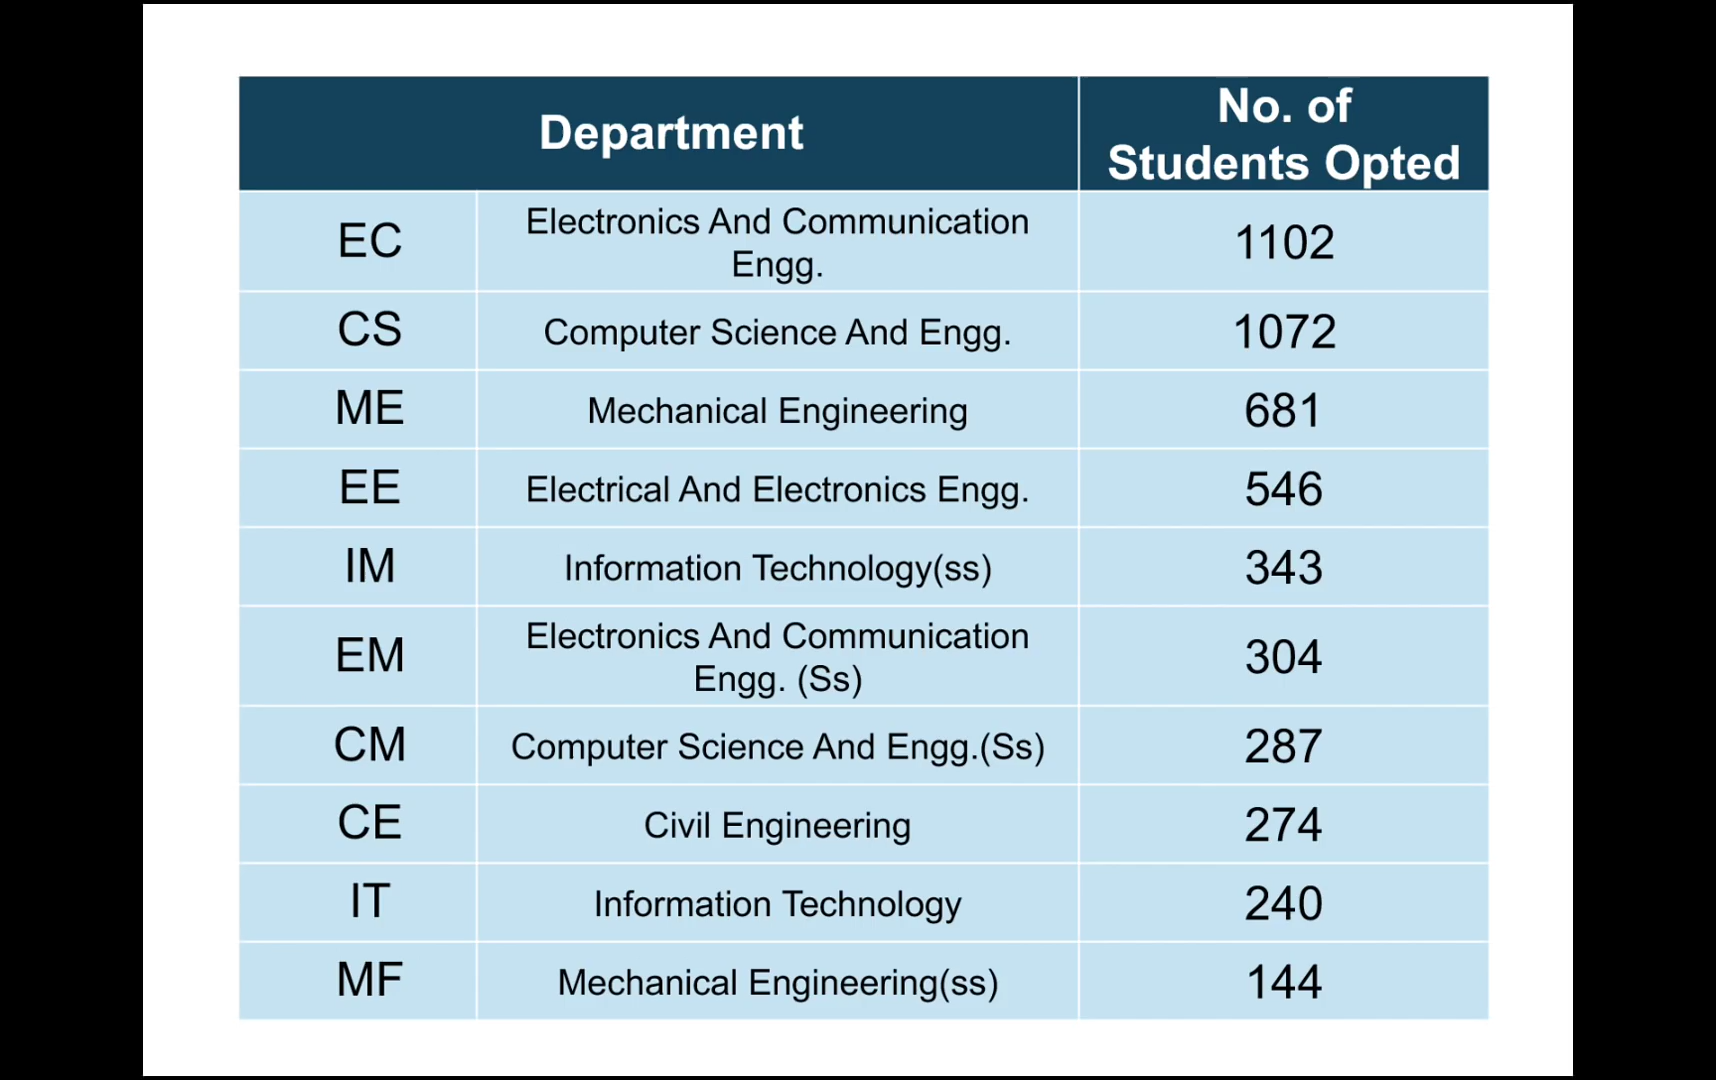 Department
No. of
Students Opted
EC
Electronics And Communication
Engg.
1102
CS
Computer Science And Engg.
1072
ME
Mechanical Engineering
681
EE
Electrical And Electronics Engg.
546
IM
Information Technology(ss)
343
EM
Electronics And Communication
Engg. (Ss)
304
CM
Computer Science And Engg.(Ss)
287
CE
Civil Engineering
274
IT
Information Technology
240
MF
Mechanical Engineering(ss)
144